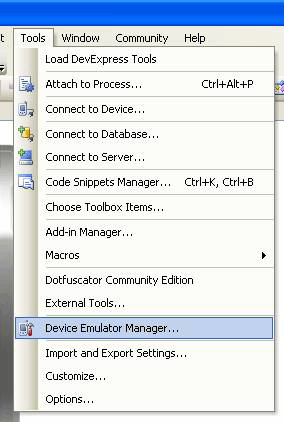 t Tools Window Community Help
Load DevExpress Tools
Attach to Process... Ctrl+Alt+P
Connect to Device...
Connect to Database...
Connect to Server...
Code Snippets Manager... Ctrl+K, Ctrl+B
Choose Toolbox Items...
Add-in Manager...
Macros
Dotfuscator Community Edition
External Tools...
Device Emulator Manager...
Import and Export Settings...
Customize...
Options...